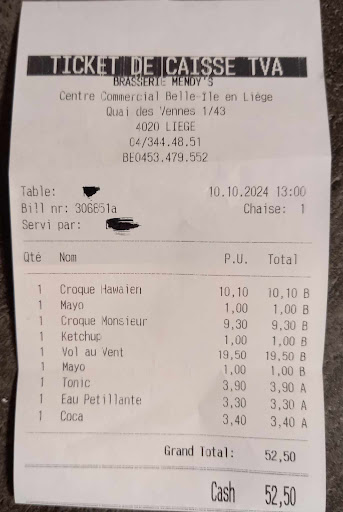 TICKET DE CAISSE TVA
BRASSERIE MENDY'S
Centre Commercial Belle-Ile en Liège
Quai des Vennes 1/43
4020 LIEGE
04/344.48.51
BE0453.479.552
Table: 10.10.2024 13:00
Bill nr: 306851a Chaise: 1
Servi par:
Qté Nom P.U. Total
1 Croque Hawaien 10,10 10,10 B
1 Mayo 1,00 1,00 B
1 Croque Monsieur 9,30 9,30 B
1 Ketchup 1,00 1,00 B
1 Vol au Vent 19,50 19,50 B
1 Mayo 1,00 1,00 B
1 Tonic 3,90 3,90 A
1 Eau Petillante 3,30 3,30 A
1 Coca 3,40 3,40 A
Grand Total: 52,50
Cash 52,50